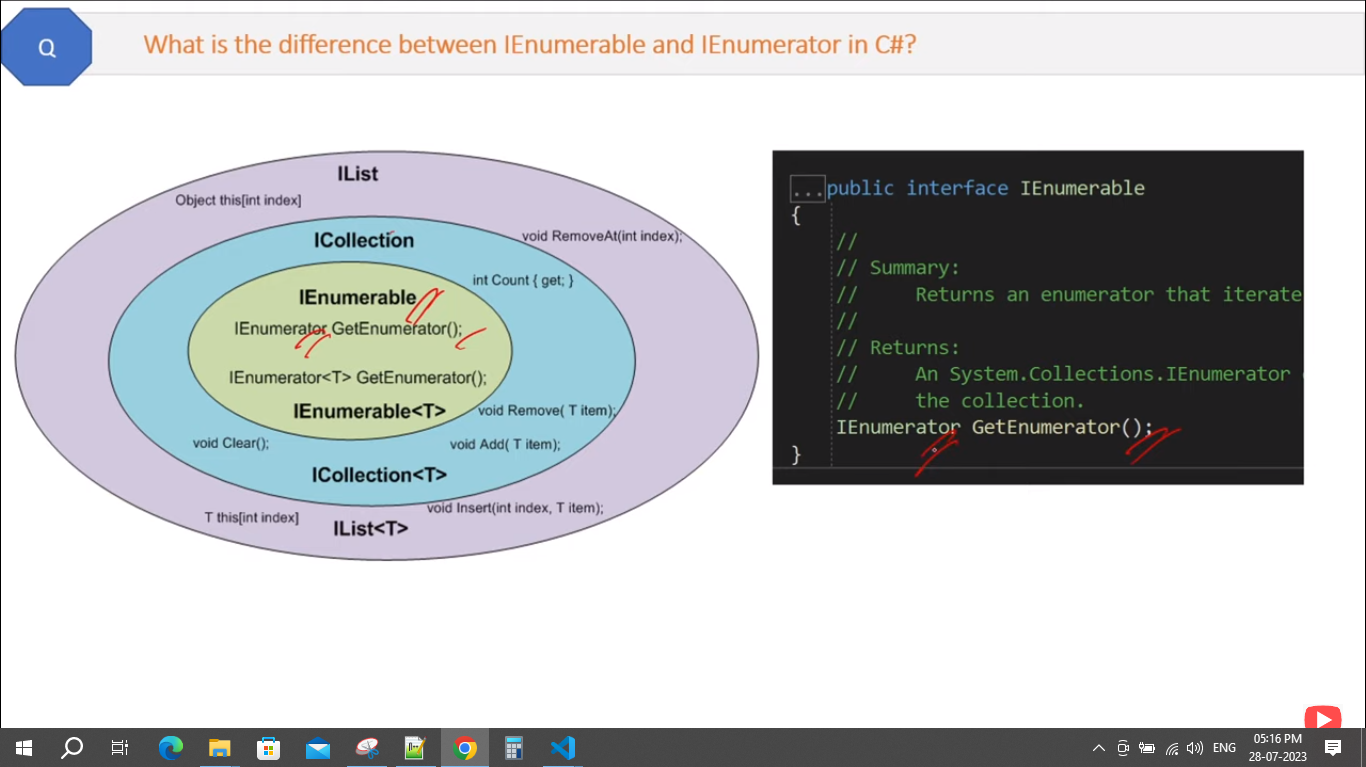 Q
What is the difference between IEnumerable and IEnumerator in C#?
IList
Object this[int index]
ICollection
void RemoveAt(int index);
int Count { get; }
IEnumerable
IEnumerator GetEnumerator();
IEnumerator<T> GetEnumerator();
IEnumerable<T>
void Remove( T item);
void Clear();
void Add( T item);
ICollection<T>
void Insert(int index, T item);
T this[int index]
IList<T>
...public interface IEnumerable
{
//
// Summary:
// Returns an enumerator that iterate
//
// Returns:
// An System.Collections.IEnumerator
// the collection.
IEnumerator GetEnumerator();
}
ENG
05:16 PM
28-07-2023